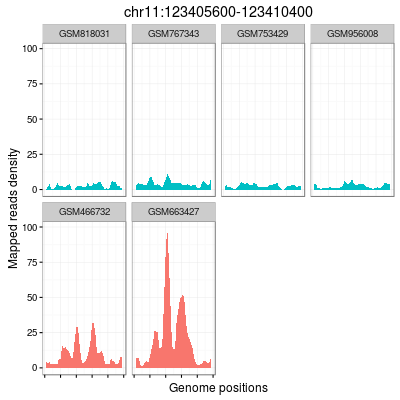 chr11:123405600-123410400
GSM818031 GSM767343 GSM753429 GSM956008
100
75
50
25
0
GSM466732 GSM663427
100
75
50
25
0
Mapped reads density
Genome positions